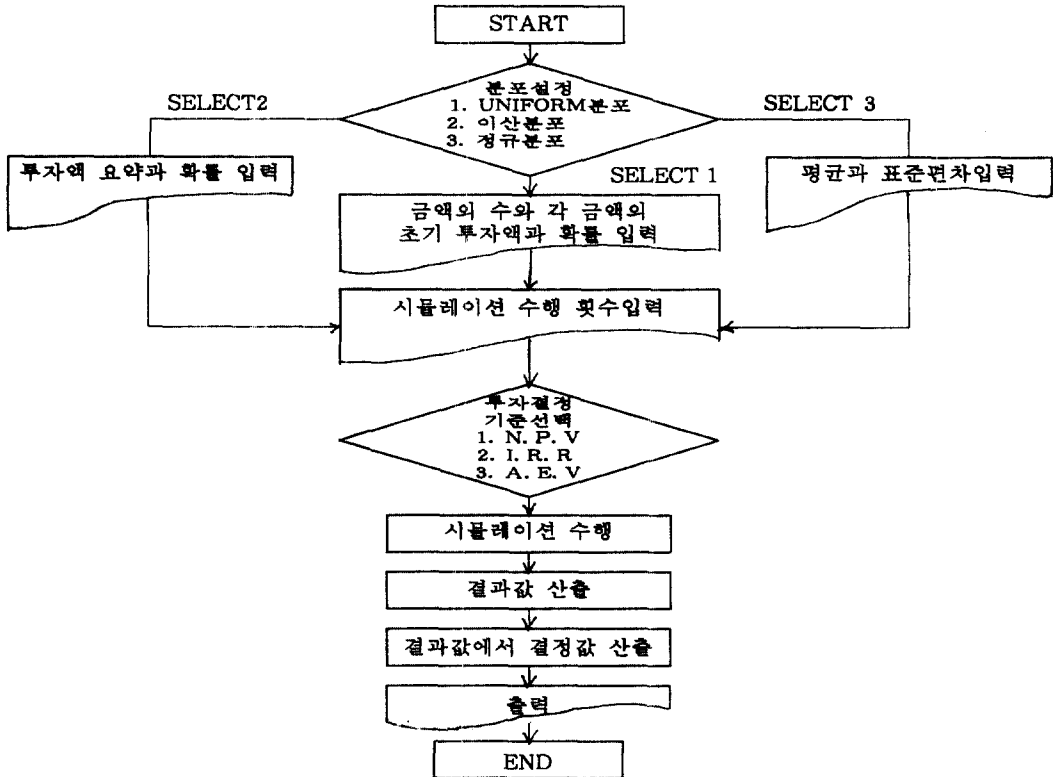 START
분포설정
1. UNIFORM분포
2. 이산분포
3. 정규분포
SELECT2
SELECT 3
SELECT 1
투자액 요약과 확률 입력
금액의 수와 각 금액의
초기 투자액과 확률 입력
평균과 표준편차입력
시뮬레이션 수행 횟수입력
투자결정
기준선택
1. N. P. V
2. I. R. R
3. A. E. V
시뮬레이션 수행
결과값 산출
결과값에서 결정값 산출
출력
END